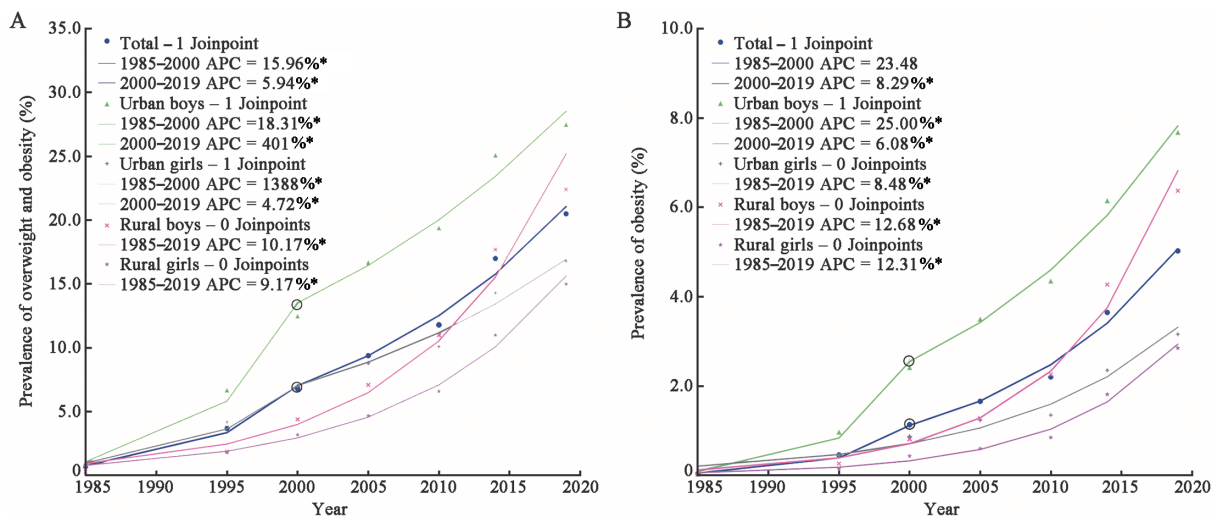 A
B
35.0
30.0
25.0
20.0
15.0
10.0
5.0
0
Prevalence of overweight and obesity (%)
Total – 1 Joinpoint
1985–2000 APC = 15.96%*
2000–2019 APC = 5.94%*
Urban boys – 1 Joinpoint
1985–2000 APC =18.31%*
2000–2019 APC = 401%*
Urban girls – 1 Joinpoint
1985–2000 APC = 1388%*
2000–2019 APC = 4.72%*
Rural boys – 0 Joinpoints
1985–2019 APC = 10.17%*
Rural girls – 0 Joinpoints
1985–2019 APC = 9.17%*
1985 1990 1995 2000 2005 2010 2015 2020
Year
10.0
8.0
6.0
4.0
2.0
0
Prevalence of obesity (%)
Total – 1 Joinpoint
1985–2000 APC = 23.48
2000–2019 APC = 8.29%*
Urban boys – 1 Joinpoint
1985–2000 APC = 25.00%*
2000–2019 APC = 6.08%*
Urban girls – 0 Joinpoints
1985–2019 APC = 8.48%*
Rural boys – 0 Joinpoints
1985–2019 APC = 12.68%*
Rural girls – 0 Joinpoints
1985–2019 APC = 12.31%*
1985 1990 1995 2000 2005 2010 2015 2020
Year